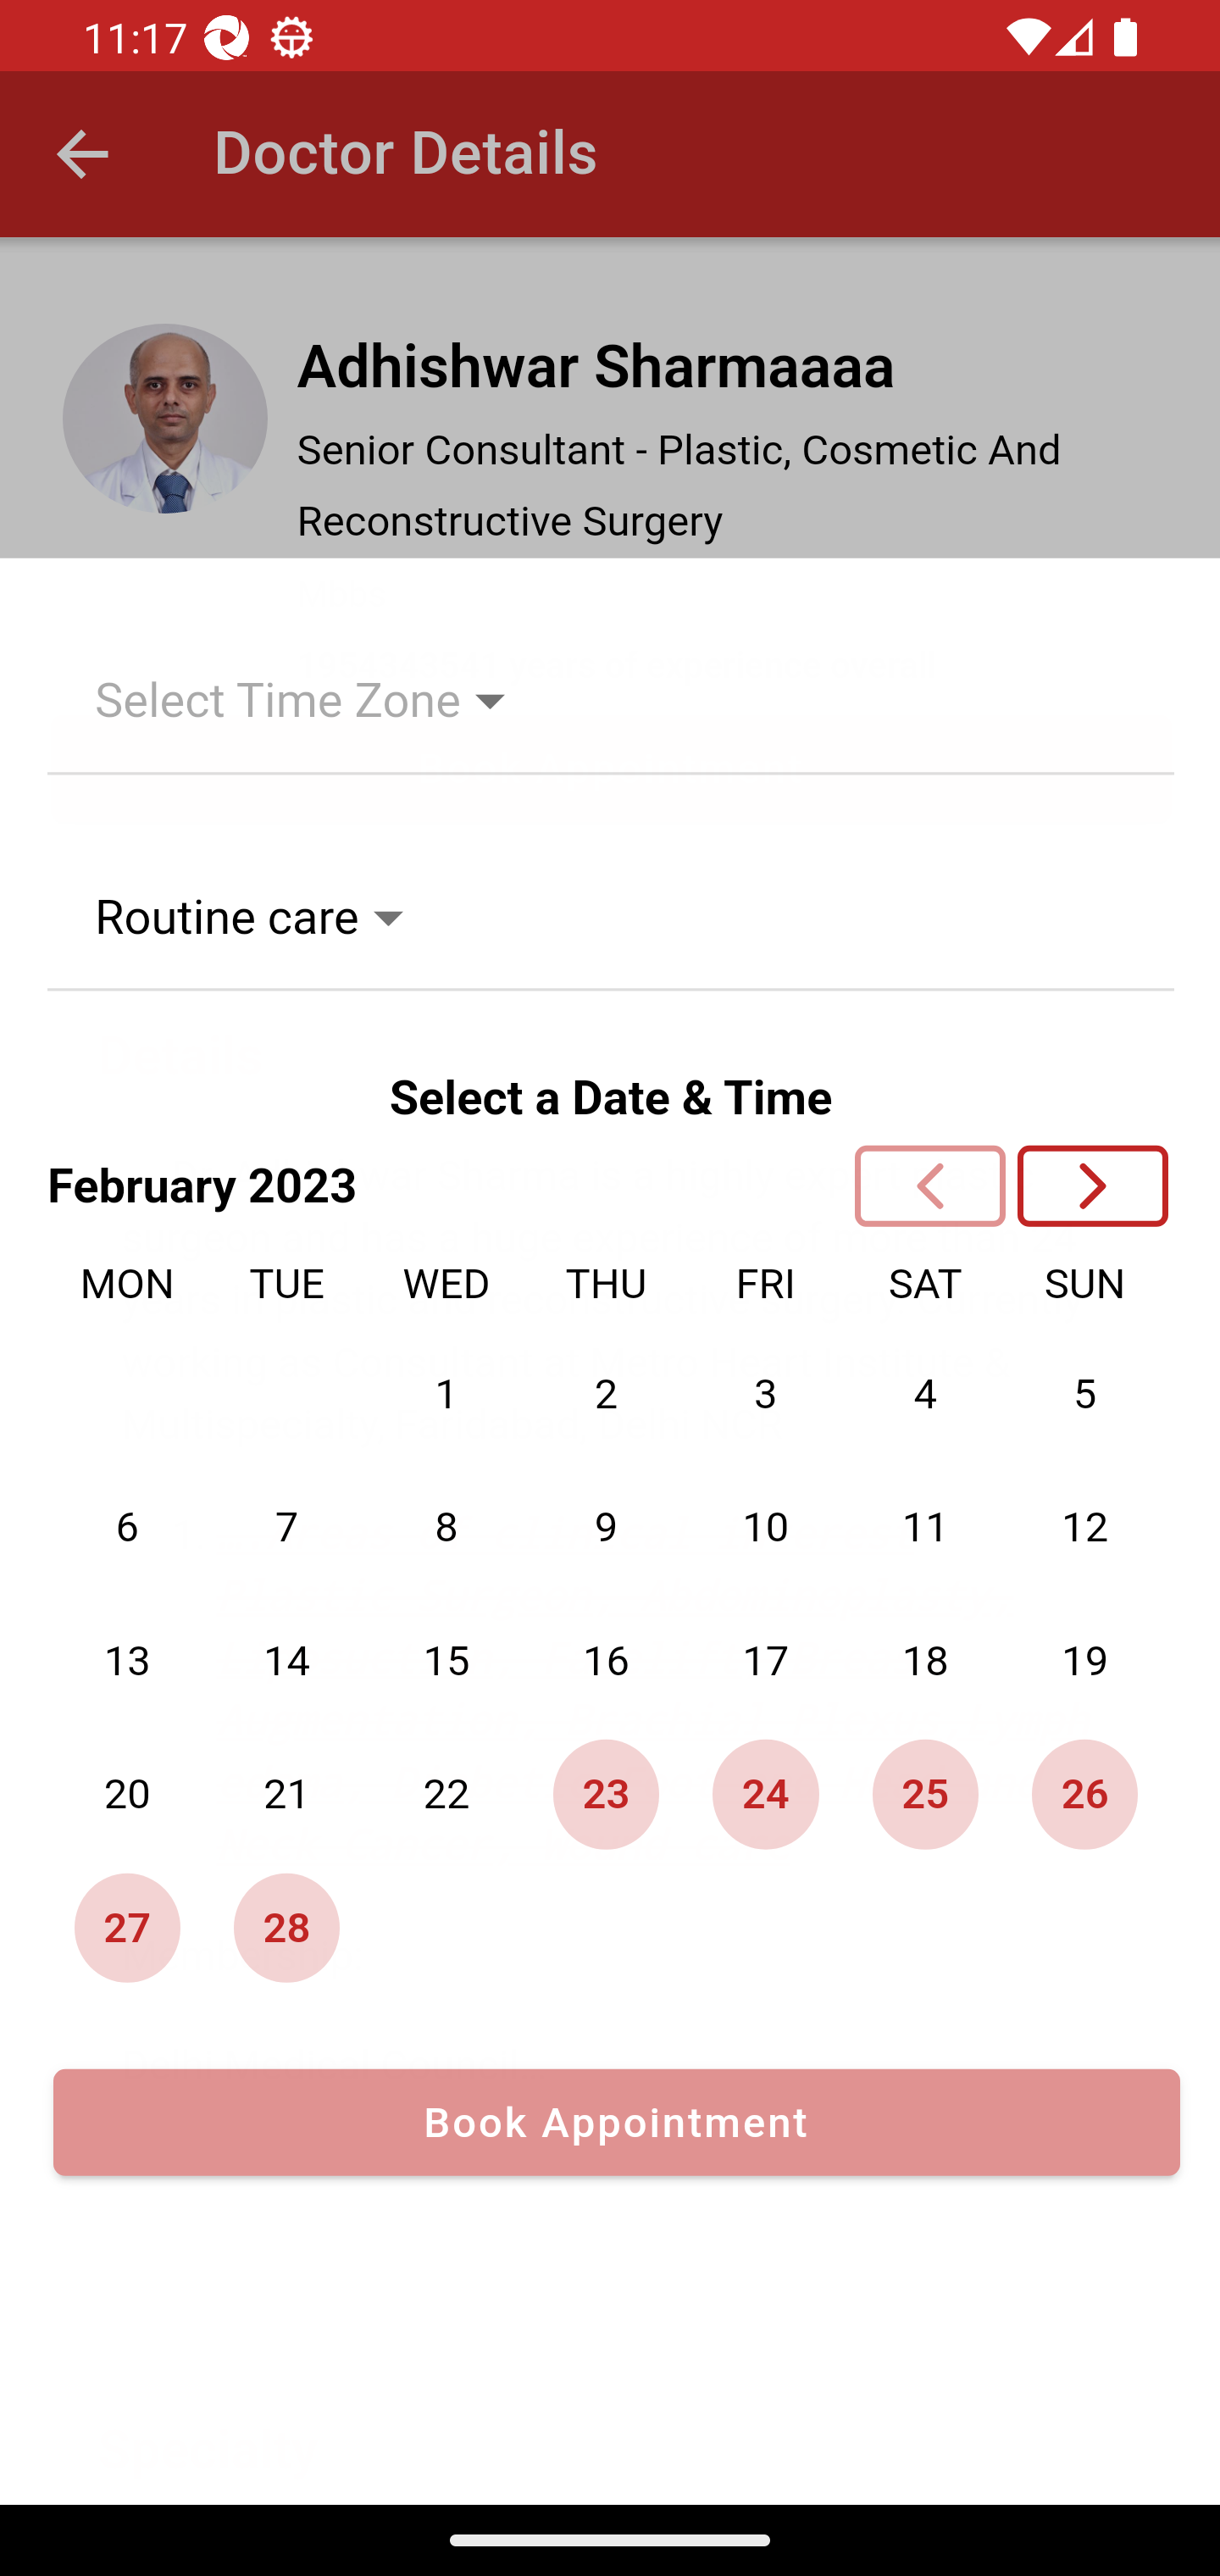 11:17
Doctor Details
Adhishwar Sharmaaaa
Senior Consultant - Plastic, Cosmetic And
Reconstructive Surgery
Select Time Zone
Routine care
Details
Select a Date & Time
February 2023
MON TUE WED THU FRI SAT SUN
1 2 3 4 5
6 7 8 9 10 11 12
13 14 15 16 17 18 19
20 21 22 23 24 25 26
27 28
Book Appointment
Specialty